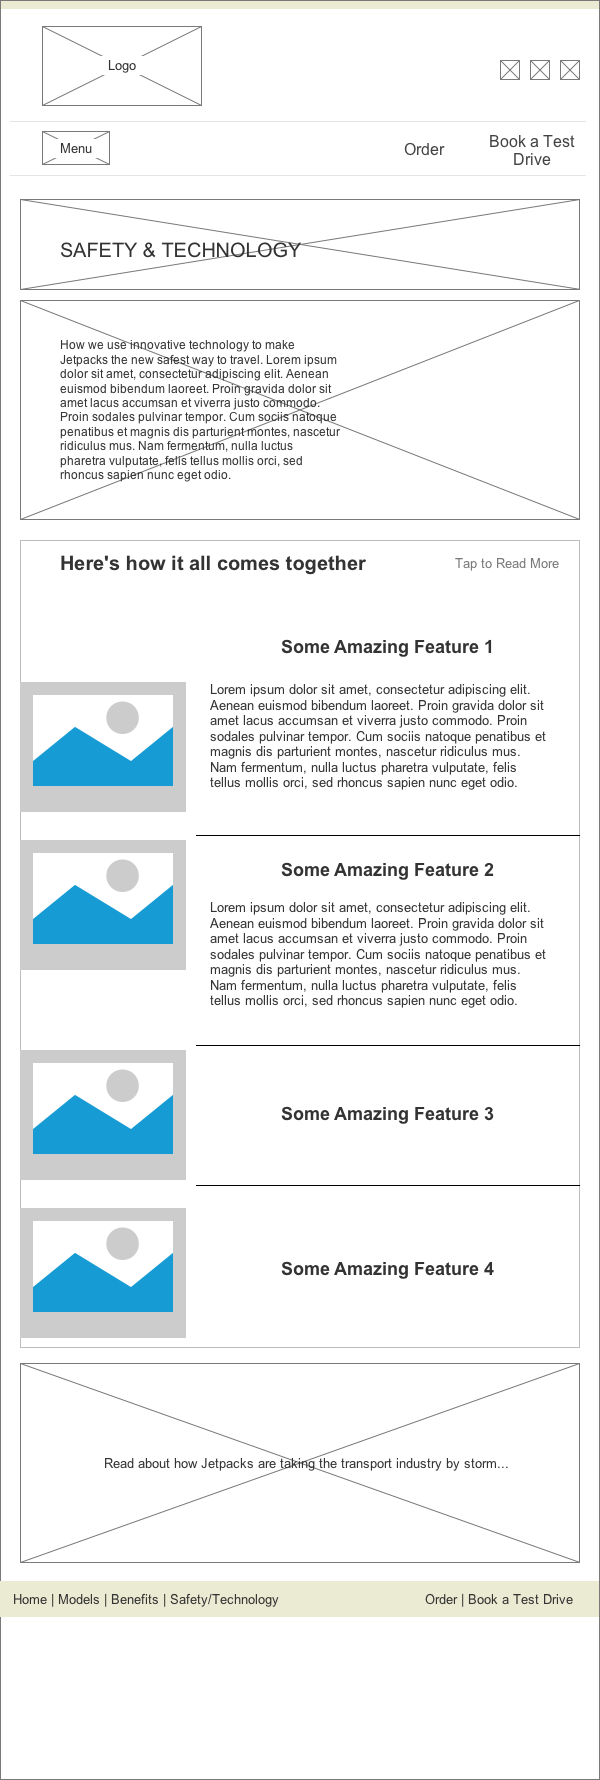 Logo
Menu
Order
Book a Test
Drive
SAFETY & TECHNOLOGY
How we use innovative technology to make
Jetpacks the new safest way to travel. Lorem ipsum
dolor sit amet, consectetur adipiscing elit. Aenean
euismod bibendum laoreet. Proin gravida dolor sit
amet lacus accumsan et viverra justo commodo.
Proin sodales pulvinar tempor. Cum sociis natoque
penatibus et magnis dis parturient montes, nascetur
ridiculus mus. Nam fermentum, nulla luctus
pharetra vulputate, felis tellus mollis orci, sed
rhoncus sapien nunc eget odio.
Here's how it all comes together
Tap to Read More
Some Amazing Feature 1
Lorem ipsum dolor sit amet, consectetur adipiscing elit.
Aenean euismod bibendum laoreet. Proin gravida dolor sit
amet lacus accumsan et viverra justo commodo. Proin
sodales pulvinar tempor. Cum sociis natoque penatibus et
magnis dis parturient montes, nascetur ridiculus mus.
Nam fermentum, nulla luctus pharetra vulputate, felis
tellus mollis orci, sed rhoncus sapien nunc eget odio.
Some Amazing Feature 2
Lorem ipsum dolor sit amet, consectetur adipiscing elit.
Aenean euismod bibendum laoreet. Proin gravida dolor sit
amet lacus accumsan et viverra justo commodo. Proin
sodales pulvinar tempor. Cum sociis natoque penatibus et
magnis dis parturient montes, nascetur ridiculus mus.
Nam fermentum, nulla luctus pharetra vulputate, felis
tellus mollis orci, sed rhoncus sapien nunc eget odio.
Some Amazing Feature 3
Some Amazing Feature 4
Read about how Jetpacks are taking the transport industry by storm...
Home | Models | Benefits | Safety/Technology
Order | Book a Test Drive